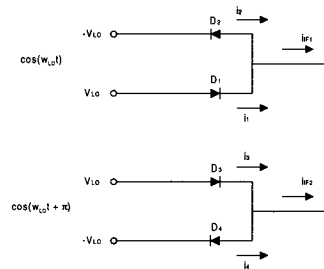 D2
i2
-VLO
iIF1
cos(wLOt)
D1
VLO
i1
D3
i3
VLO
iIF2
cos(wLOt + π)
D4
-VLO
i4